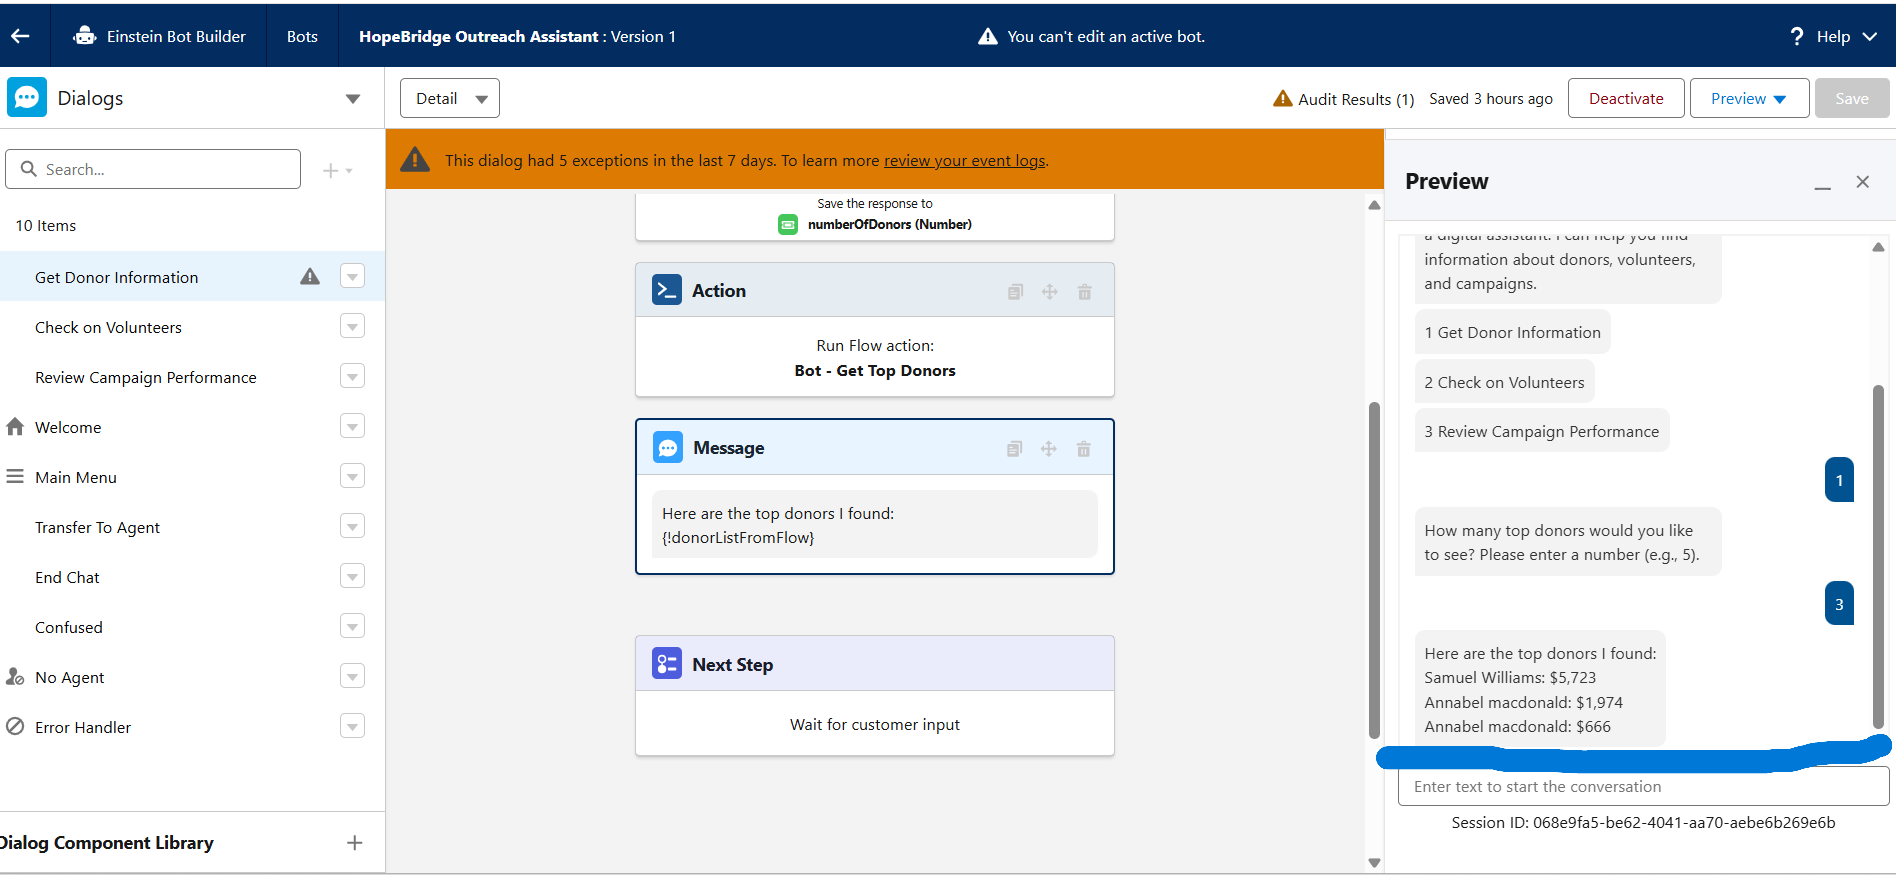 Einstein Bot Builder
Bots
HopeBridge Outreach Assistant : Version 1
You can't edit an active bot.
? Help
Dialogs
Detail
Audit Results (1)
Saved 3 hours ago
Deactivate
Preview
Save
Search...
10 Items
Get Donor Information
Check on Volunteers
Review Campaign Performance
Welcome
Main Menu
Transfer To Agent
End Chat
Confused
No Agent
Error Handler
Dialog Component Library
This dialog had 5 exceptions in the last 7 days. To learn more review your event logs.
Save the response to
numberOfDonors (Number)
Action
Run Flow action:
Bot - Get Top Donors
Message
Here are the top donors I found:
{!donorListFromFlow}
Next Step
Wait for customer input
Preview
a digital assistant. I can help you find
information about donors, volunteers,
and campaigns.
1 Get Donor Information
2 Check on Volunteers
3 Review Campaign Performance
1
How many top donors would you like
to see? Please enter a number (e.g., 5).
3
Here are the top donors I found:
Samuel Williams: $5,723
Annabel macdonald: $1,974
Annabel macdonald: $666
Enter text to start the conversation
Session ID: 068e9fa5-be62-4041-aa70-aebe6b269e6b